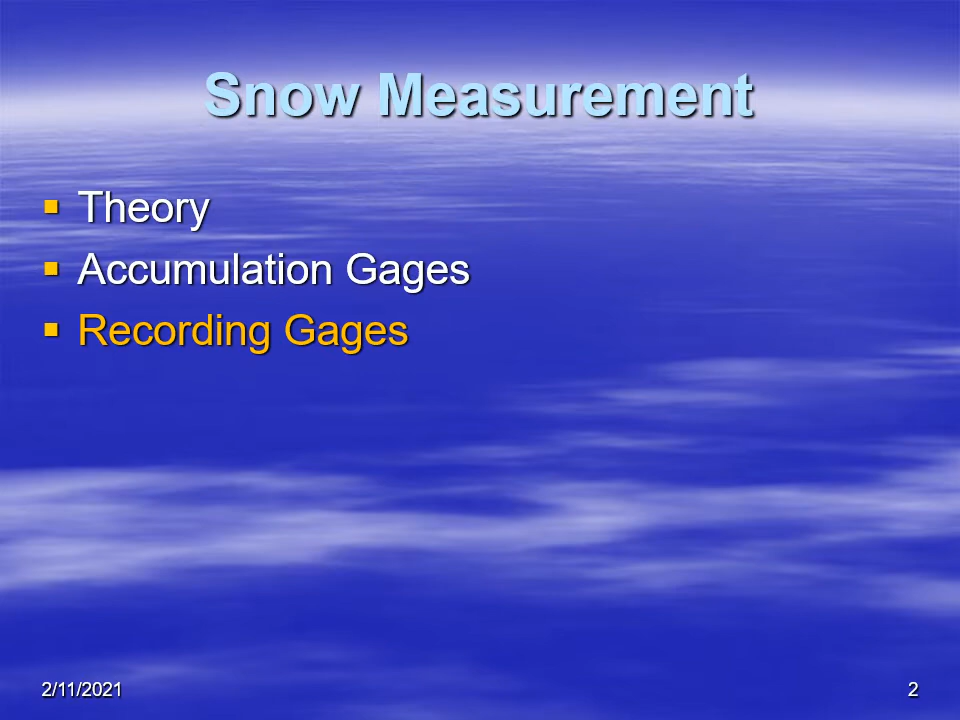 Snow Measurement
Theory
Accumulation Gages
Recording Gages
2/11/2021
2